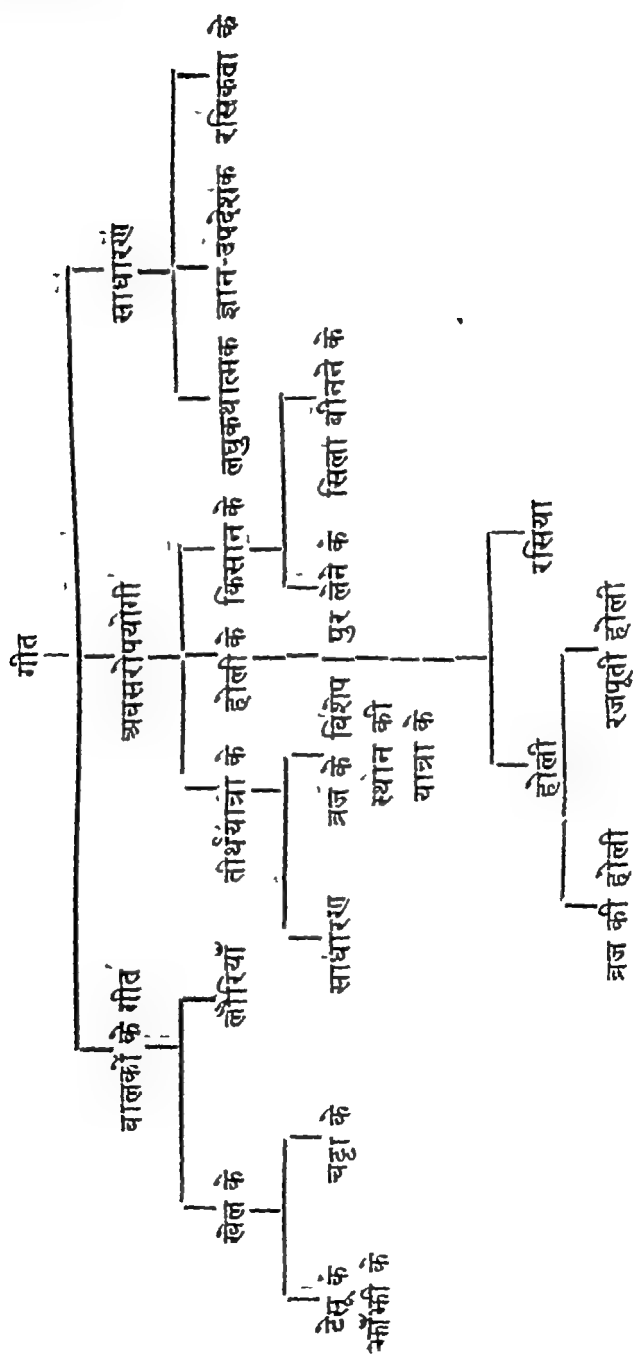 गीत
बालकों के गीत अवसरोपयोगी साधारण
खेल के लोरियाँ तीर्थयात्रा के होली के किसान के लघुकथात्मक ज्ञान-उपदेशक रसिकता के
टेसू के चट्टा के साधारण ब्रज के विशेष पुर लेने के सिला बीनने के
झाँझी के स्थान की
यात्रा के
होली रसिया
ब्रज की होली रजपूती होली